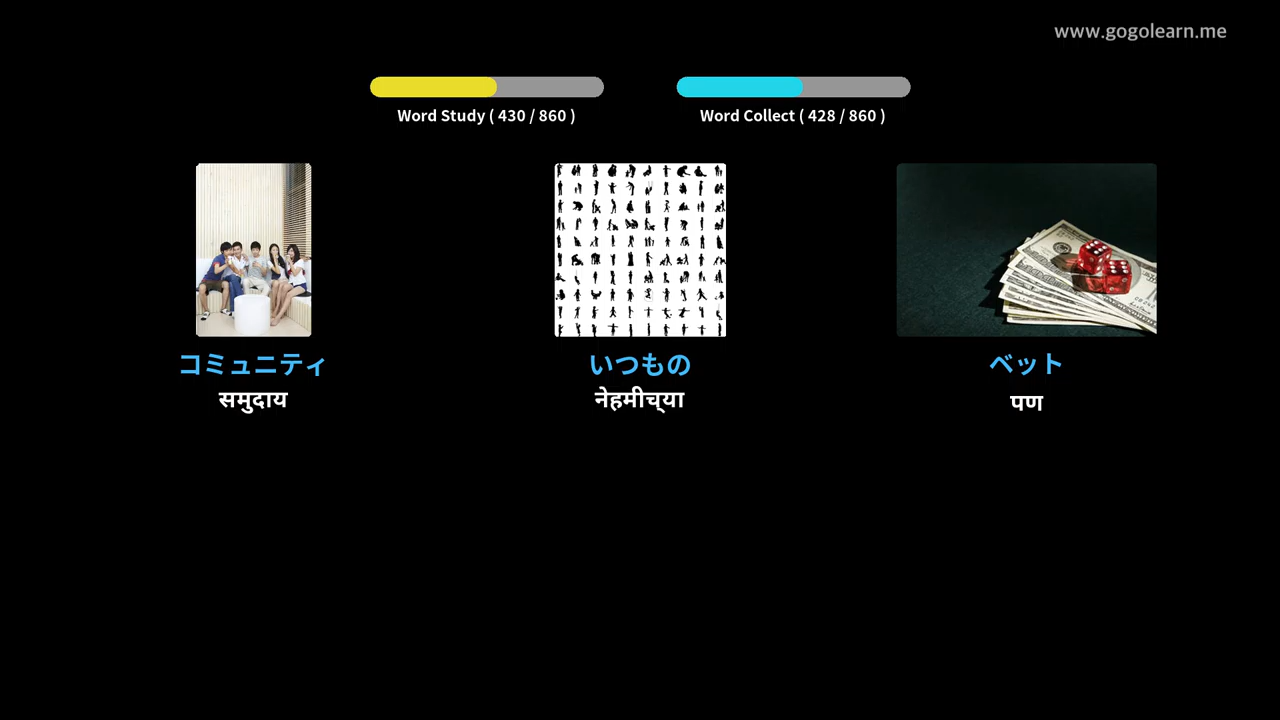 www.gogolearn.me
Word Study ( 430 / 860 )
Word Collect ( 428 / 860 )
コミュニティ
समुदाय
いつもの
नेहमीच्या
ベット
पण